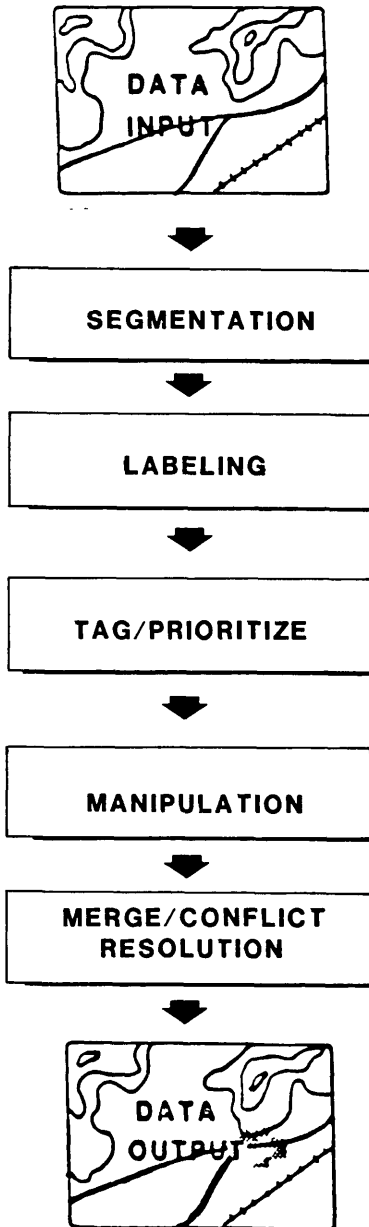 DATA
INPUT
SEGMENTATION
LABELING
TAG/PRIORITIZE
MANIPULATION
MERGE/CONFLICT
RESOLUTION
DATA
OUTPUT